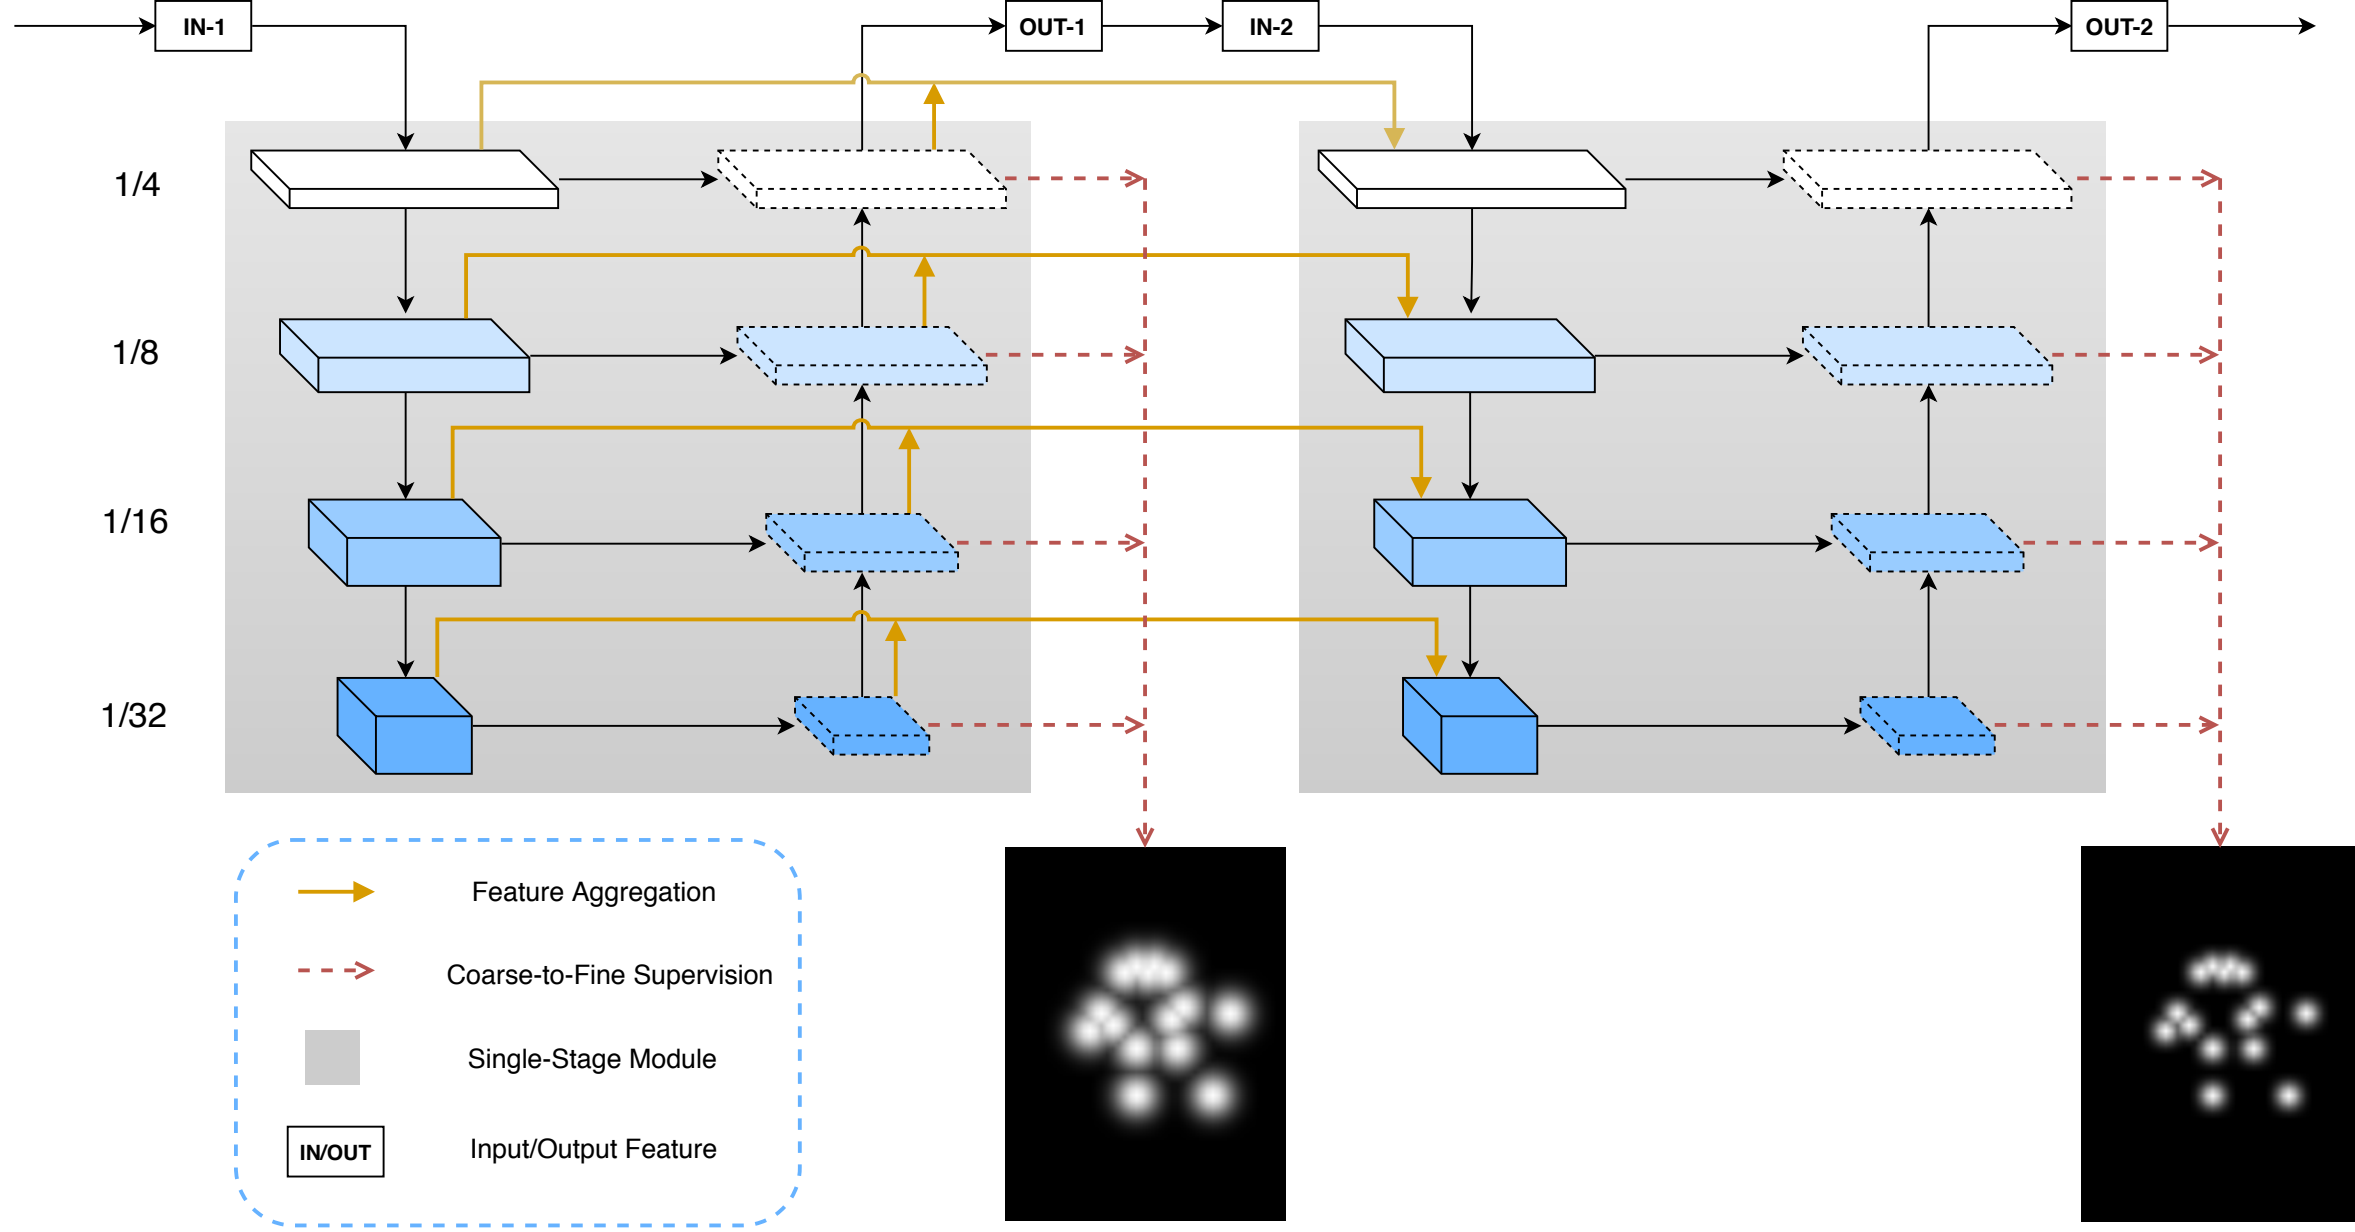 IN-1
OUT-1
IN-2
OUT-2
1/4
1/8
1/16
1/32
Feature Aggregation
Coarse-to-Fine Supervision
Single-Stage Module
IN/OUT
Input/Output Feature